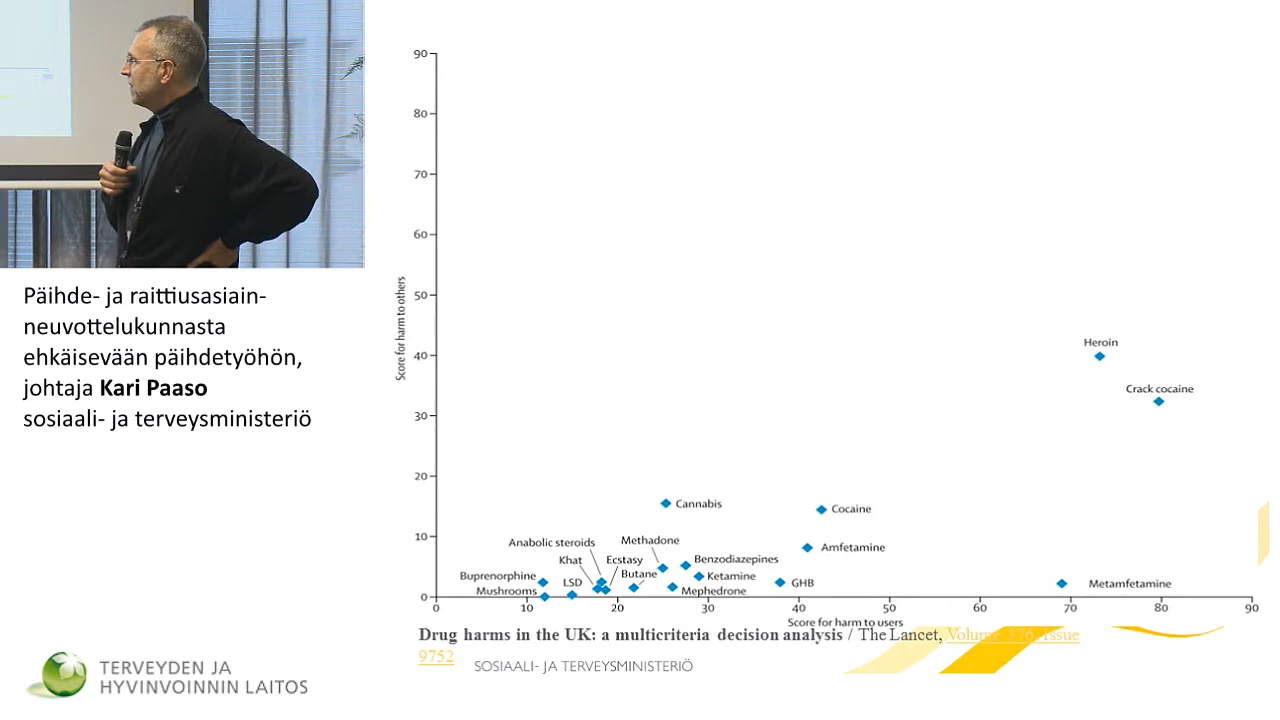 90
Päihde- ja raittiusasiain-
neuvottelukunnasta
ehkäisevään päihdetyöhön,
johtaja Kari Paaso
sosiaali- ja terveysministeriö
TERVEYDEN JA
HYVINVOINNIN LAITOS
Score for harm to others
90
80
70
60
50
40
30
20
10
0
Heroin
Crack cocaine
Cannabis
Cocaine
Anabolic steroids
Methadone
Amfetamine
Khat
Ecstasy
Benzodiazepines
Buprenorphine
LSD
Butane
Ketamine
GHB
Metamfetamine
Mushrooms
Mephedrone
0 10 20 30 40 50 60 70 80 90
Score for harm to users
Drug harms in the UK: a multicriteria decision analysis / The Lancet, Volume 376, Issue
9752
SOSIAALI- JA TERVEYSMINISTERIÖ